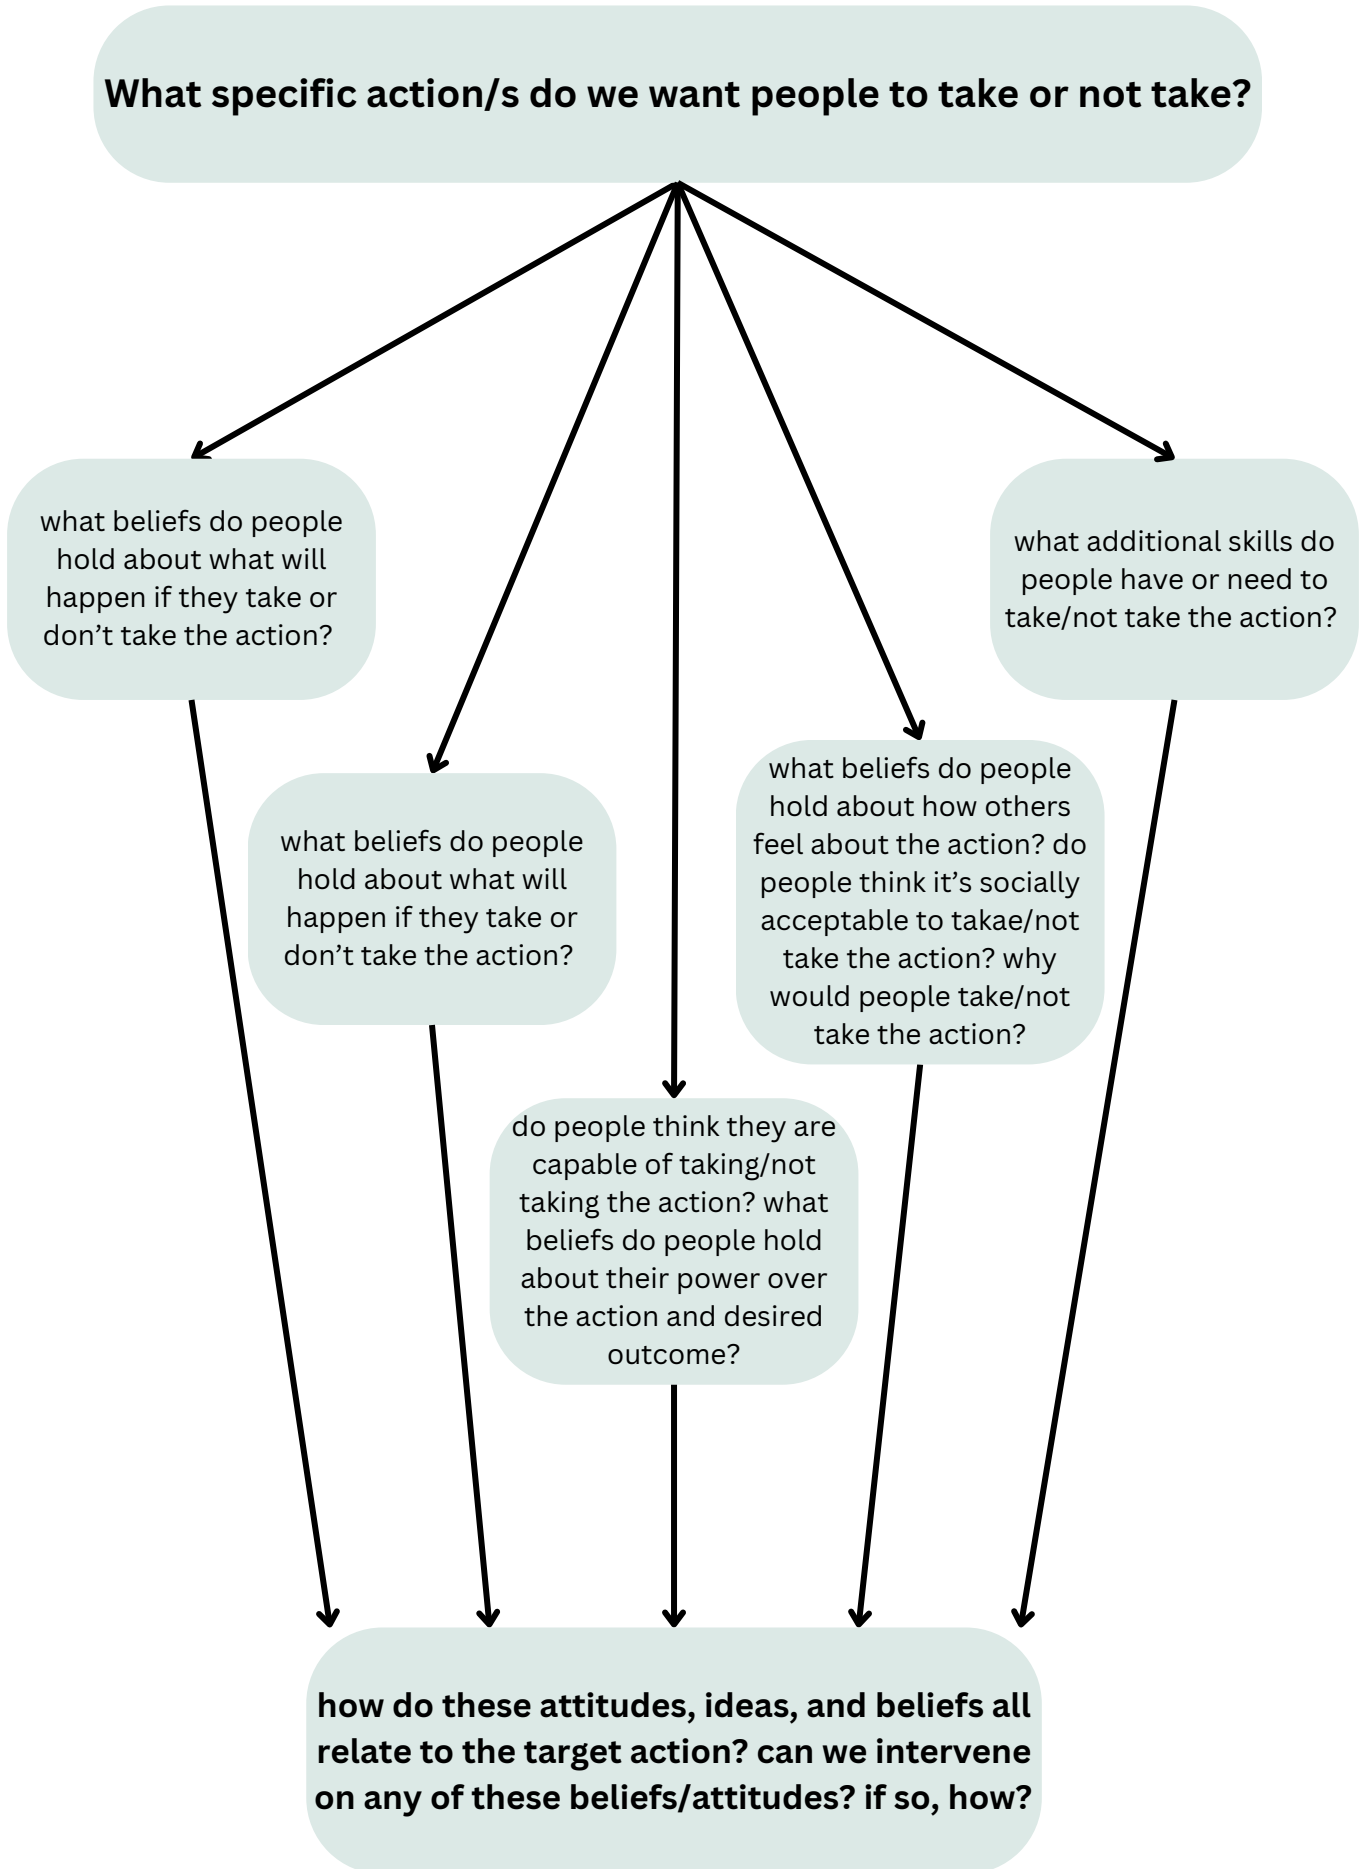 What specific action/s do we want people to take or not take?
what beliefs do people
hold about what will
happen if they take or
don’t take the action?
what additional skills do
people have or need to
take/not take the action?
what beliefs do people
hold about what will
happen if they take or
don’t take the action?
what beliefs do people
hold about how others
feel about the action? do
people think it’s socially
acceptable to takae/not
take the action? why
would people take/not
take the action?
do people think they are
capable of taking/not
taking the action? what
beliefs do people hold
about their power over
the action and desired
outcome?
how do these attitudes, ideas, and beliefs all
relate to the target action? can we intervene
on any of these beliefs/attitudes? if so, how?